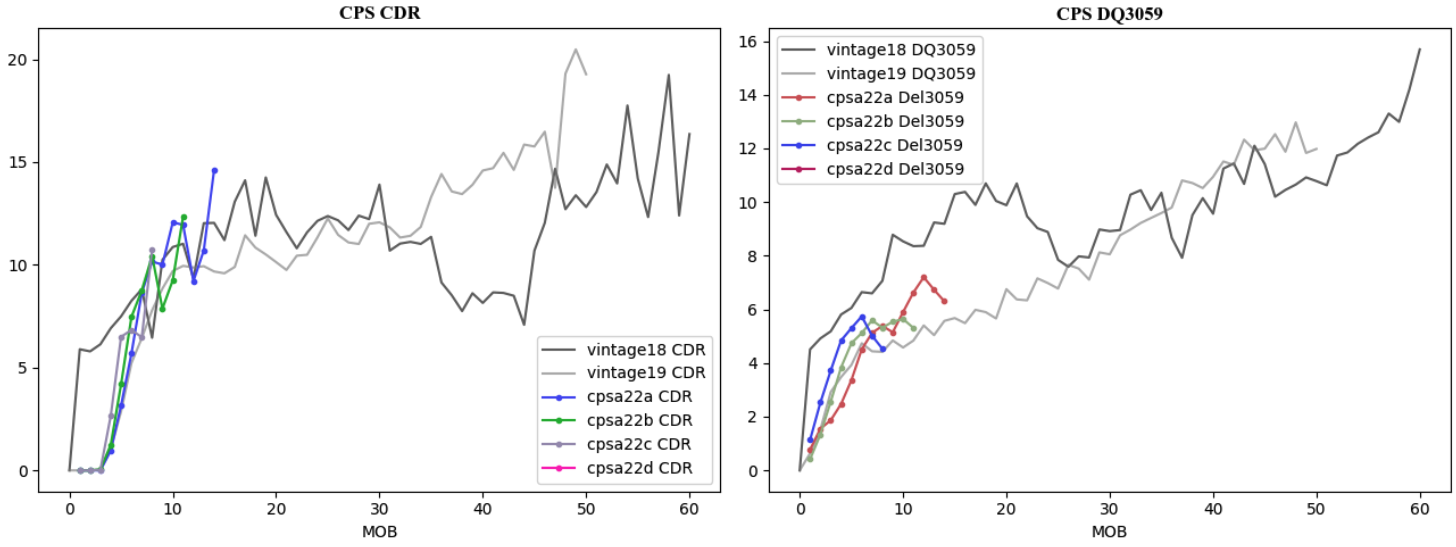 CPS CDR
20
15
10
5
0
vintage18 CDR
vintage19 CDR
cpsa22a CDR
cpsa22b CDR
cpsa22c CDR
cpsa22d CDR
0 10 20 30 40 50 60
MOB
CPS DQ3059
16
14
12
10
8
6
4
2
0
vintage18 DQ3059
vintage19 DQ3059
cpsa22a Del3059
cpsa22b Del3059
cpsa22c Del3059
cpsa22d Del3059
0 10 20 30 40 50 60
MOB